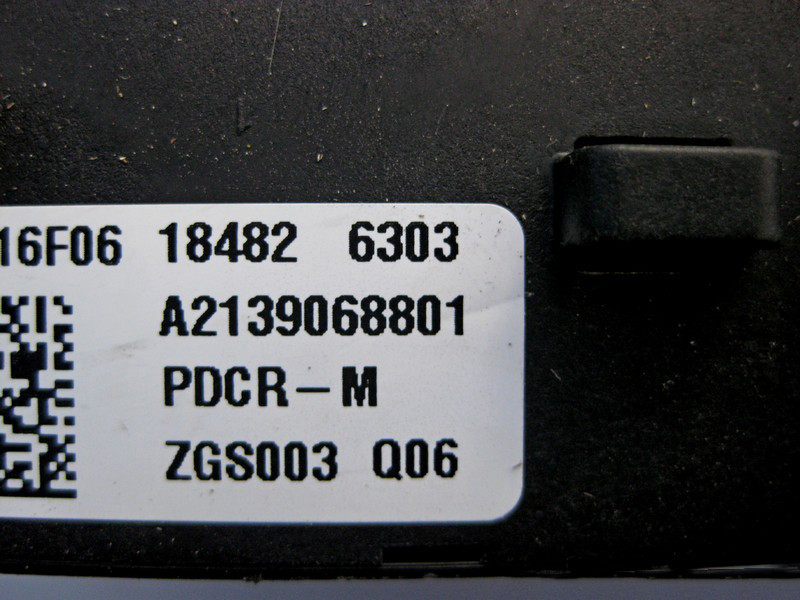 16F06 18482 6303
A2139068801
PDCR-M
ZGS003 Q06